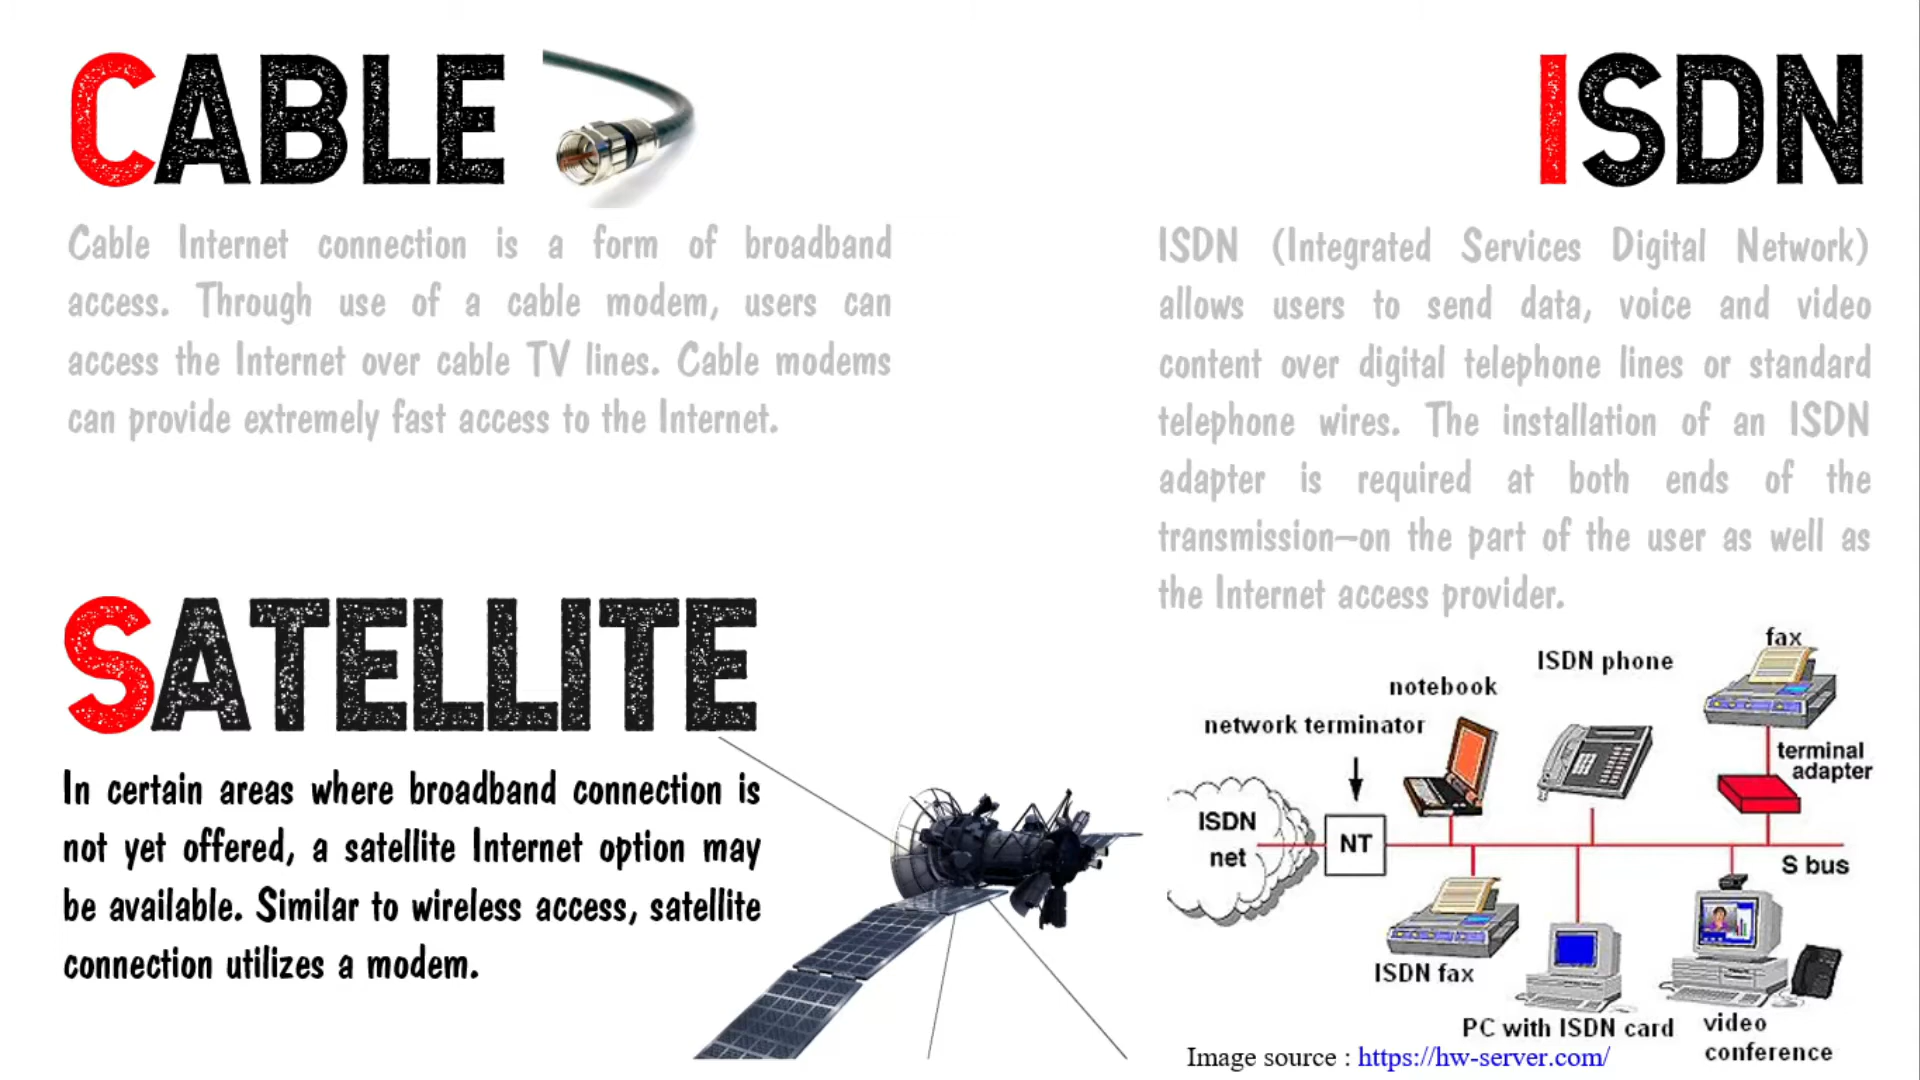 CABLE
Cable Internet connection is a form of broadband
access. Through use of a cable modem, users can
access the Internet over cable TV lines. Cable modems
can provide extremely fast access to the Internet.
ISDN
ISDN (Integrated Services Digital Network)
allows users to send data, voice and video
content over digital telephone lines or standard
telephone wires. The installation of an ISDN
adapter is required at both ends of the
transmission—on the part of the user as well as
the Internet access provider.
SATELLITE
In certain areas where broadband connection is
not yet offered, a satellite Internet option may
be available. Similar to wireless access, satellite
connection utilizes a modem.
fax
ISDN phone
notebook
network terminator
terminal
adapter
ISDN
net
NT
S bus
ISDN fax
PC with ISDN card
video
conference
Image source : https://hw-server.com/